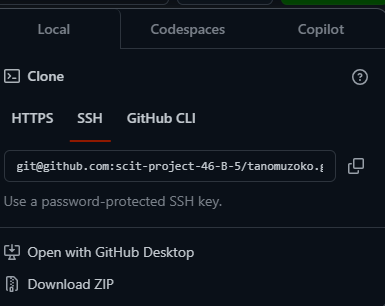 Local Codespaces Copilot
Clone
HTTPS SSH GitHub CLI
git@github.com:scit-project-46-B-5/tanomuzoko.g
Use a password-protected SSH key.
Open with GitHub Desktop
Download ZIP